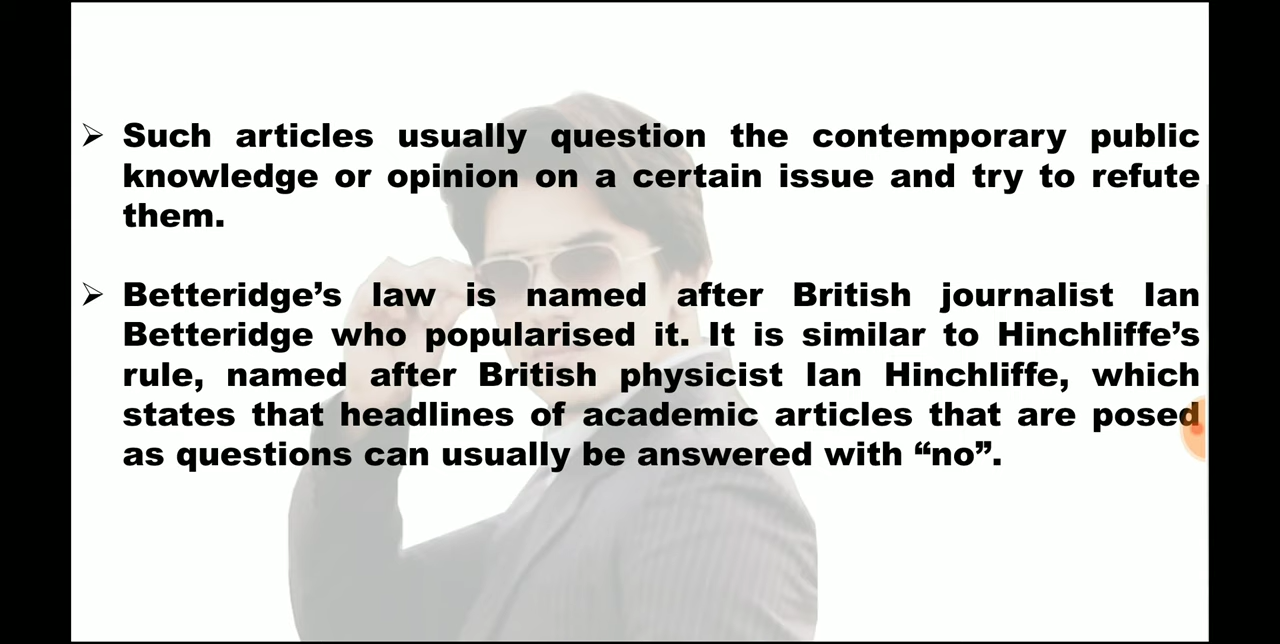 ➢ Such articles usually question the contemporary public
knowledge or opinion on a certain issue and try to refute
them.
➢ Betteridge’s law is named after British journalist Ian
Betteridge who popularised it. It is similar to Hinchliffe’s
rule, named after British physicist Ian Hinchliffe, which
states that headlines of academic articles that are posed
as questions can usually be answered with “no”.